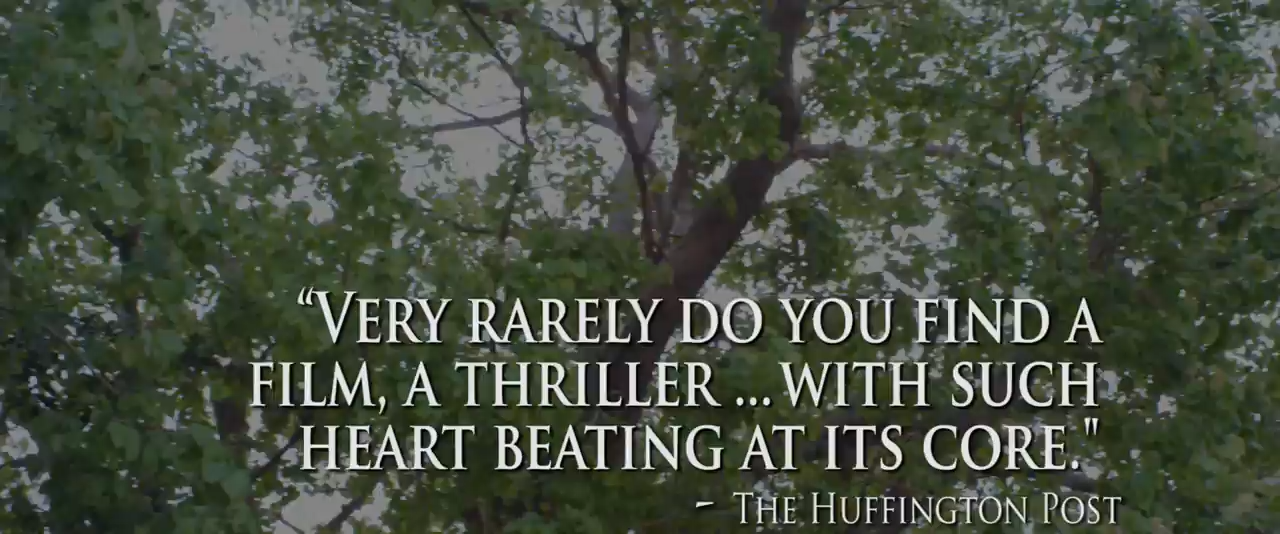 “VERY RARELY DO YOU FIND A
FILM, A THRILLER ... WITH SUCH
HEART BEATING AT ITS CORE."
- THE HUFFINGTON POST